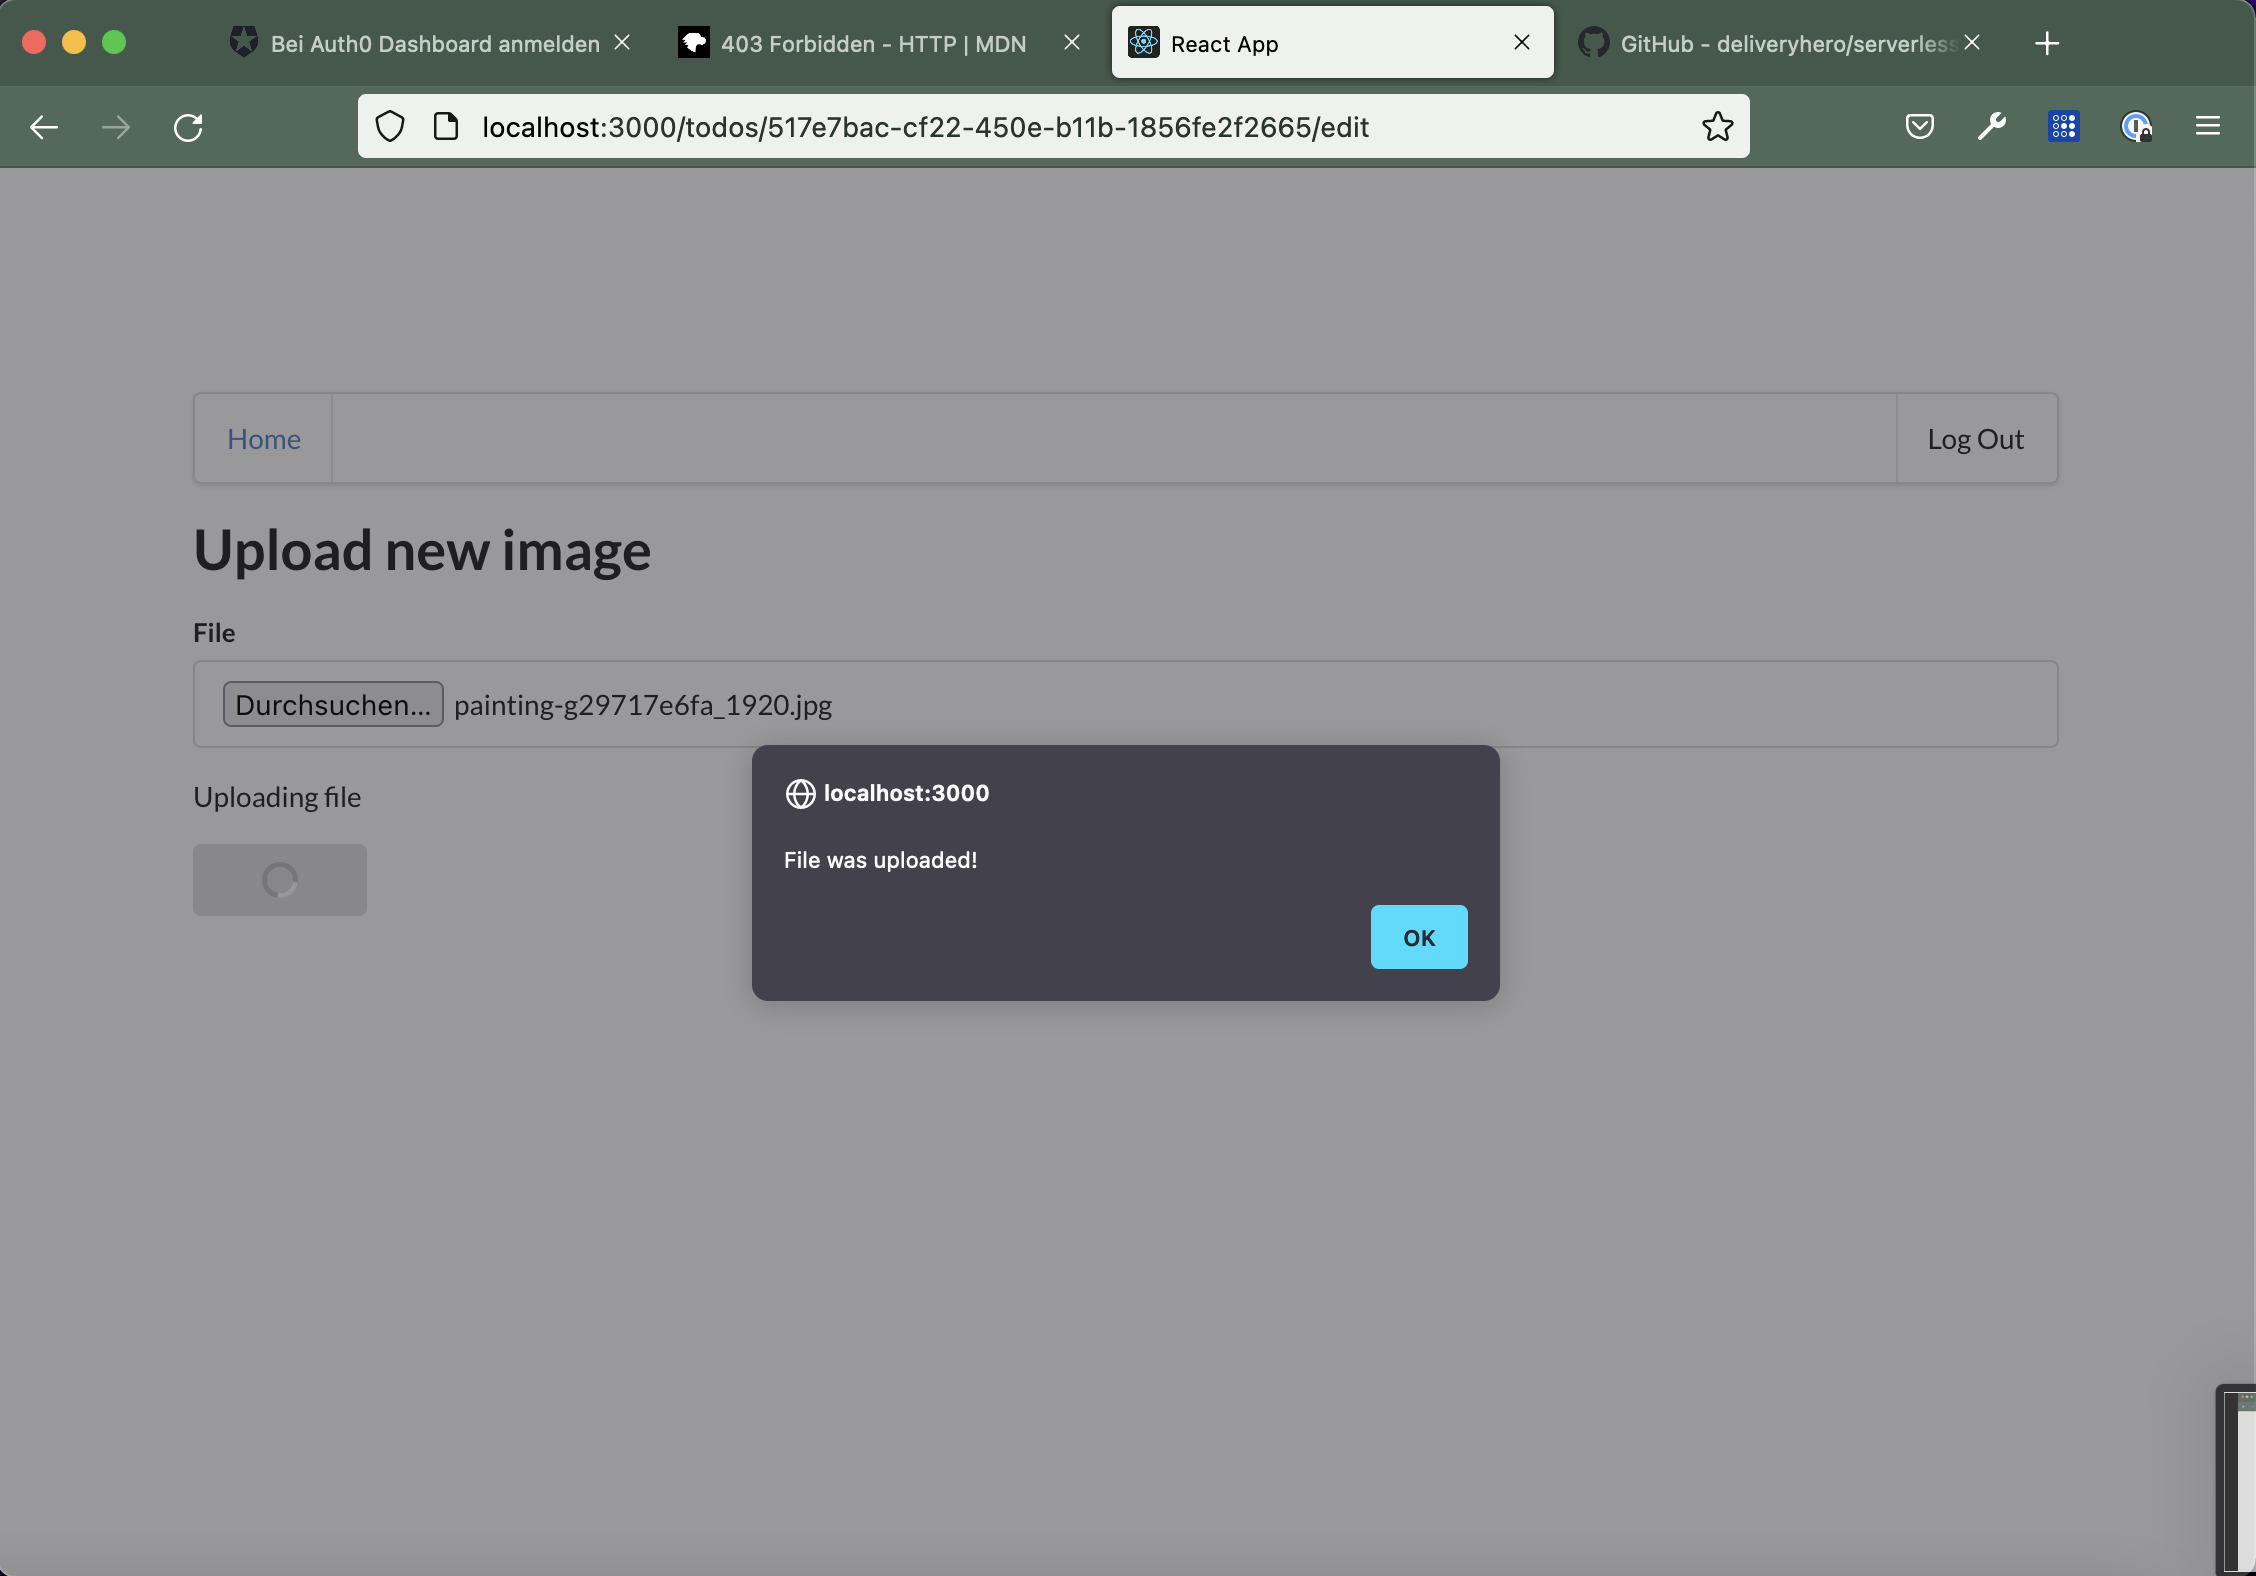 Bei Auth0 Dashboard anmelden
403 Forbidden - HTTP | MDN
React App
GitHub - deliveryhero/serverless
localhost:3000/todos/517e7bac-cf22-450e-b11b-1856fe2f2665/edit
Home
Log Out
Upload new image
File
Durchsuchen... painting-g29717e6fa_1920.jpg
Uploading file
localhost:3000
File was uploaded!
OK